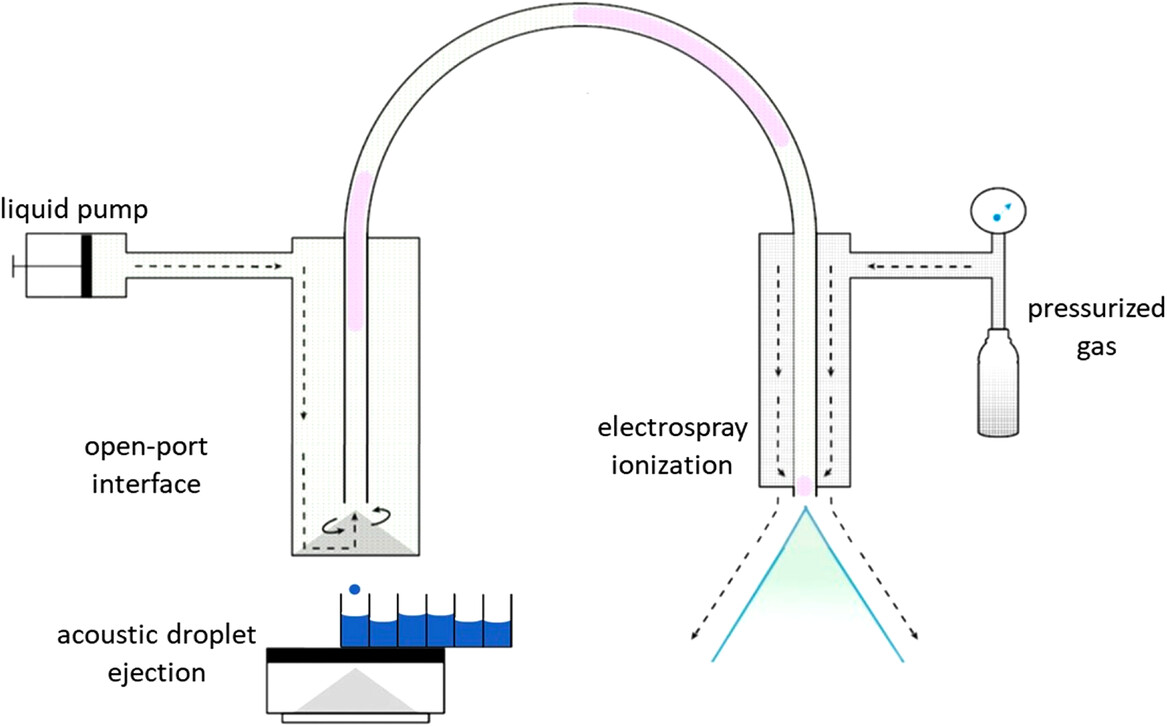 liquid pump
pressurized
gas
electrospray
ionization
open-port
interface
acoustic droplet
ejection